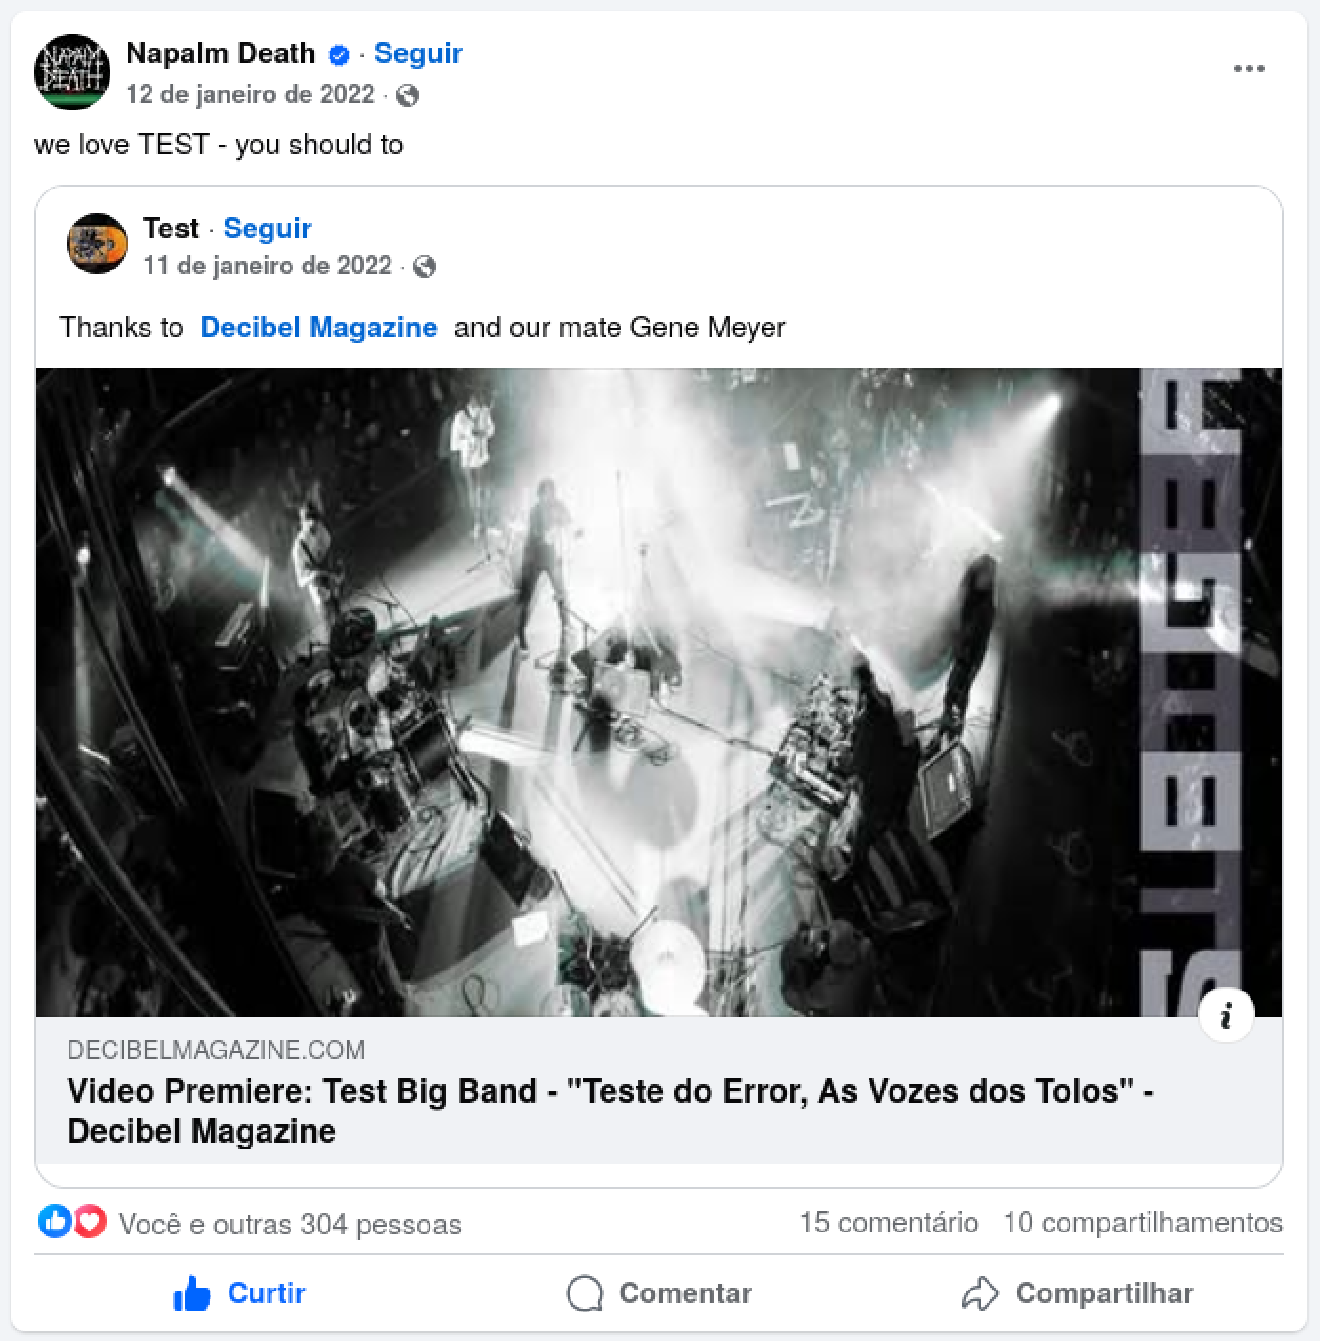 NAPALM
DEATH
Napalm Death · Seguir
12 de janeiro de 2022 ·
we love TEST - you should to
Test · Seguir
11 de janeiro de 2022 ·
Thanks to Decibel Magazine and our mate Gene Meyer
DECIBELMAGAZINE.COM
Video Premiere: Test Big Band - "Teste do Error, As Vozes dos Tolos" -
Decibel Magazine
Você e outras 304 pessoas
15 comentário 10 compartilhamentos
Curtir Comentar Compartilhar